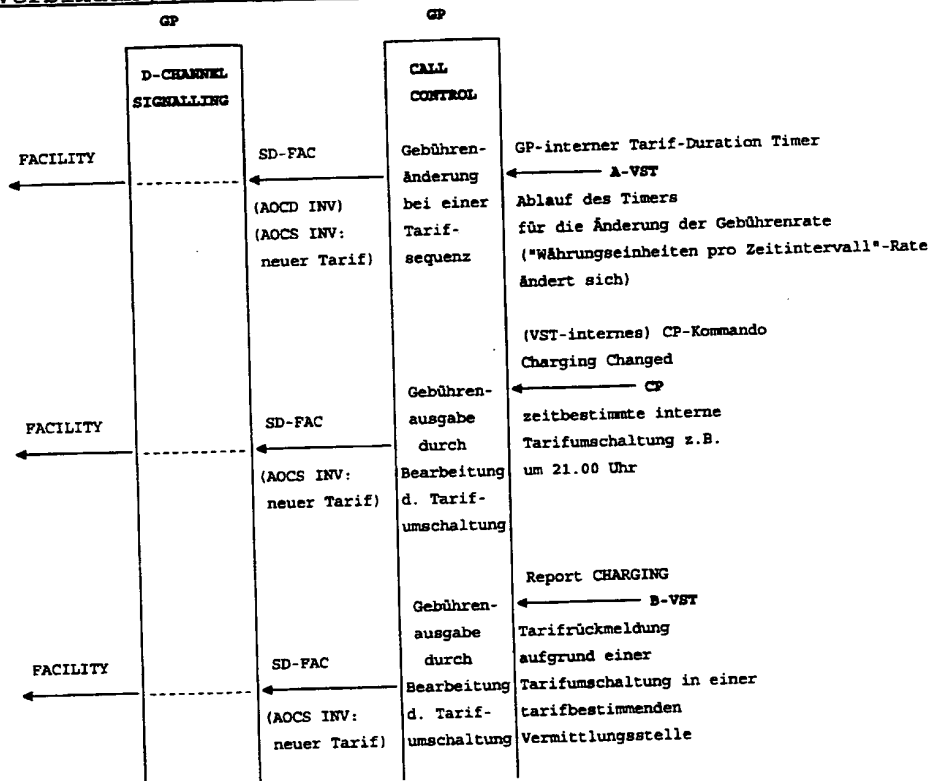 GP
GP
D-CHANNEL
SIGNALLING
CALL
CONTROL
FACILITY
SD-FAC
(AOCD INV)
(AOCS INV:
neuer Tarif)
Gebühren-
änderung
bei einer
Tarif-
sequenz
GP-interner Tarif-Duration Timer
A-VST
Ablauf des Timers
für die Änderung der Gebührenrate
("Währungseinheiten pro Zeitintervall"-Rate
ändert sich)
(VST-internes) CP-Kommando
Charging Changed
CP
zeitbestimmte interne
Tarifumschaltung z.B.
um 21.00 Uhr
FACILITY
SD-FAC
(AOCS INV:
neuer Tarif)
Gebühren-
ausgabe
durch
Bearbeitung
d. Tarif-
umschaltung
Report CHARGING
B-VST
Tarifrückmeldung
aufgrund einer
Tarifumschaltung in einer
tarifbestimmenden
Vermittlungsstelle
FACILITY
SD-FAC
(AOCS INV:
neuer Tarif)
Gebühren-
ausgabe
durch
Bearbeitung
d. Tarif-
umschaltung